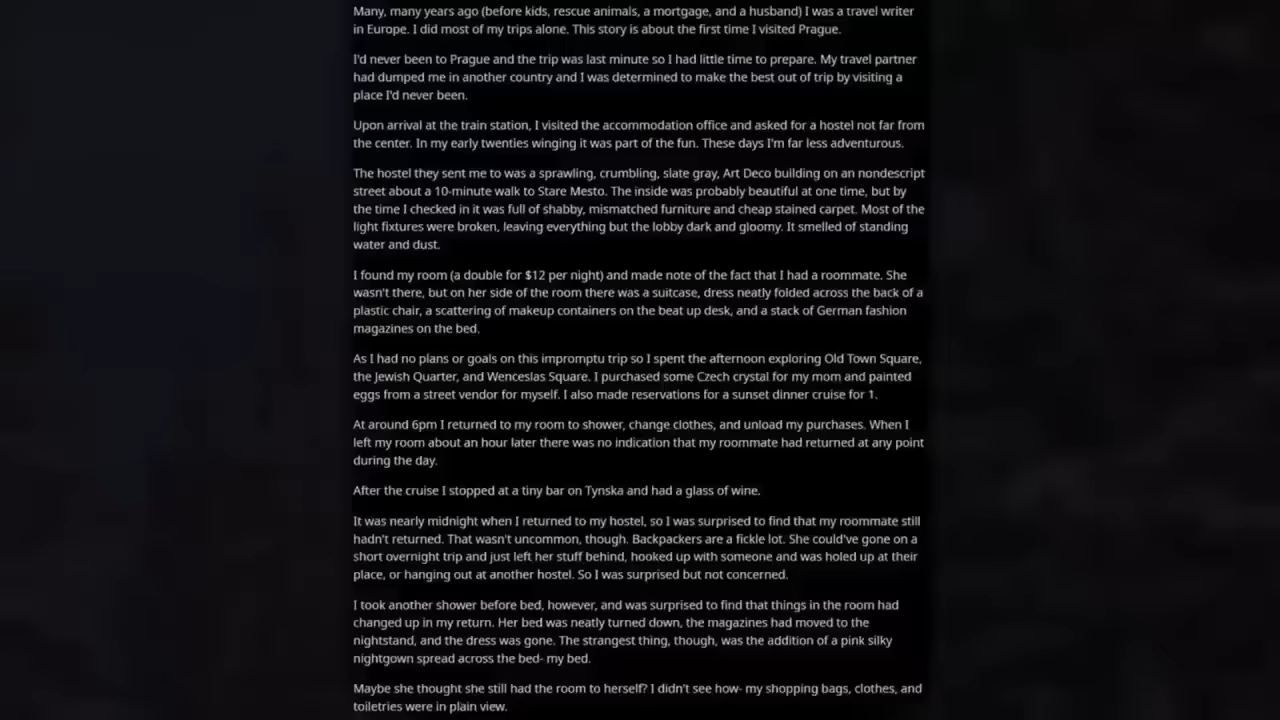 Many, many years ago (before kids, rescue animals, a mortgage, and a husband) I was a travel writer
in Europe. I did most of my trips alone. This story is about the first time I visited Prague.
I'd never been to Prague and the trip was last minute so I had little time to prepare. My travel partner
had dumped me in another country and I was determined to make the best out of trip by visiting a
place I'd never been.
Upon arrival at the train station, I visited the accommodation office and asked for a hostel not far from
the center. In my early twenties winging it was part of the fun. These days I'm far less adventurous.
The hostel they sent me to was a sprawling, crumbling, slate gray, Art Deco building on an nondescript
street about a 10-minute walk to Stare Mesto. The inside was probably beautiful at one time, but by
the time I checked in it was full of shabby, mismatched furniture and cheap stained carpet. Most of the
light fixtures were broken, leaving everything but the lobby dark and gloomy. It smelled of standing
water and dust.
I found my room (a double for $12 per night) and made note of the fact that I had a roommate. She
wasn't there, but on her side of the room there was a suitcase, dress neatly folded across the back of a
plastic chair, a scattering of makeup containers on the beat up desk, and a stack of German fashion
magazines on the bed.
As I had no plans or goals on this impromptu trip so I spent the afternoon exploring Old Town Square,
the Jewish Quarter, and Wenceslas Square. I purchased some Czech crystal for my mom and painted
eggs from a street vendor for myself. I also made reservations for a sunset dinner cruise for 1.
At around 6pm I returned to my room to shower, change clothes, and unload my purchases. When I
left my room about an hour later there was no indication that my roommate had returned at any point
during the day.
After the cruise I stopped at a tiny bar on Tynska and had a glass of wine.
It was nearly midnight when I returned to my hostel, so I was surprised to find that my roommate still
hadn't returned. That wasn't uncommon, though. Backpackers are a fickle lot. She could've gone on a
short overnight trip and just left her stuff behind, hooked up with someone and was holed up at their
place, or hanging out at another hostel. So I was surprised but not concerned.
I took another shower before bed, however, and was surprised to find that things in the room had
changed up in my return. Her bed was neatly turned down, the magazines had moved to the
nightstand, and the dress was gone. The strangest thing, though, was the addition of a pink silky
nightgown spread across the bed- my bed.
Maybe she thought she still had the room to herself? I didn't see how- my shopping bags, clothes, and
toiletries were in plain view.